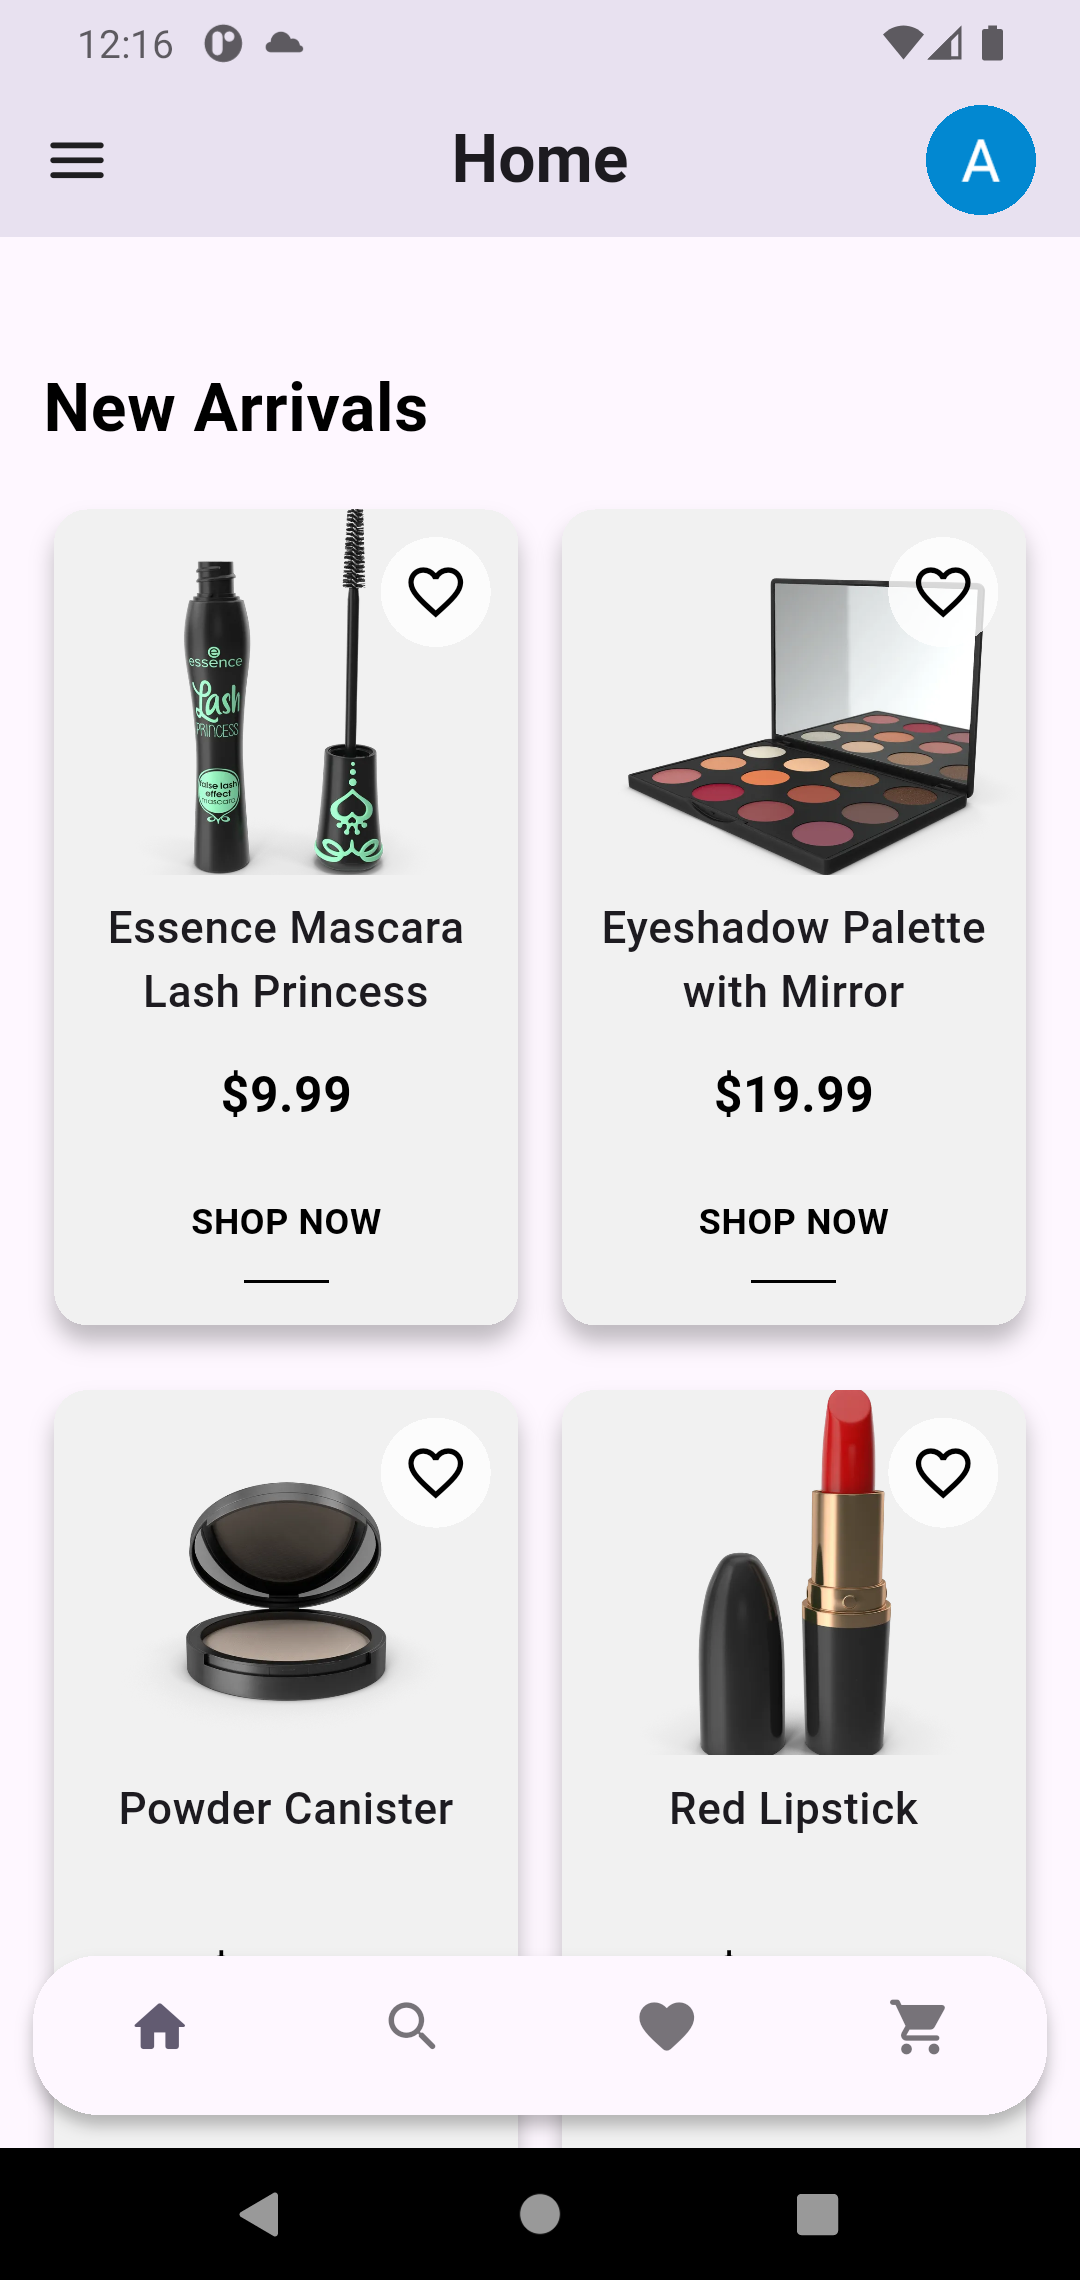 12:16
Home
A
New Arrivals
essence
Lash
PRINCESS
false lash
effect
mascara
Essence Mascara
Lash Princess
$9.99
SHOP NOW
Eyeshadow Palette
with Mirror
$19.99
SHOP NOW
Powder Canister
Red Lipstick